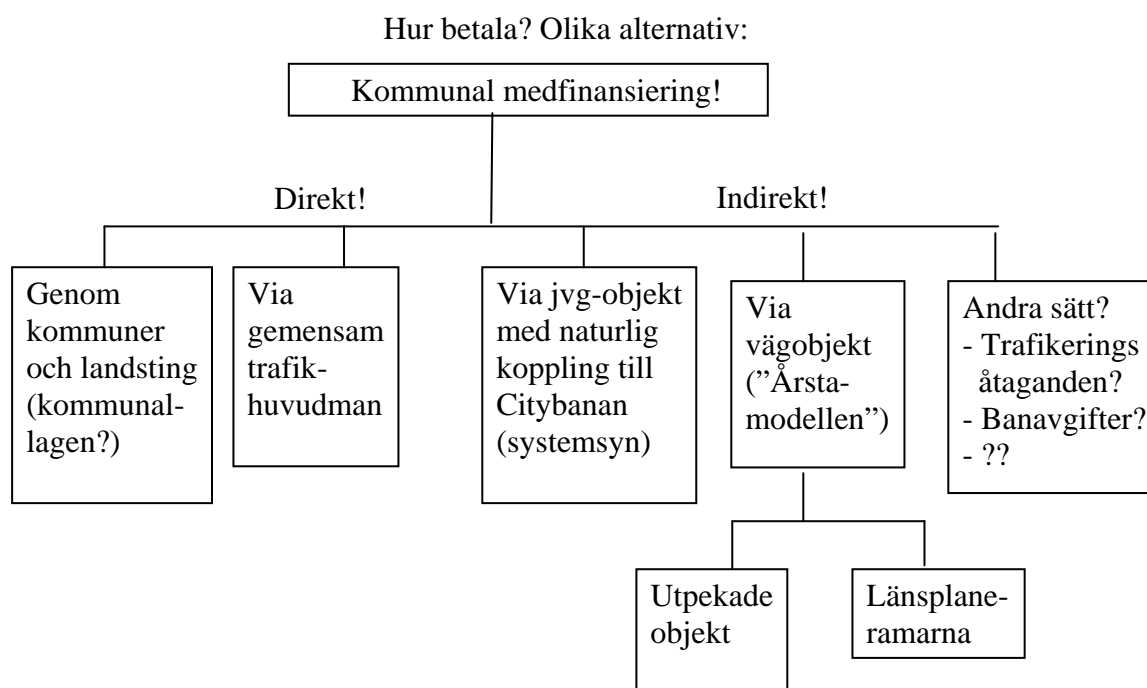 Hur betala? Olika alternativ:
Kommunal medfinansiering!
Direkt!
Indirekt!
Genom
kommuner
och landsting
(kommunal-
lagen?)
Via
gemensam
trafik-
huvudman
Via jvg-objekt
med naturlig
koppling till
Citybanan
(systemsyn)
Via
vägobjekt
(”Årsta-
modellen”)
Andra sätt?
- Trafikerings
åtaganden?
- Banavgifter?
- ??
Utpekade
objekt
Länsplane-
ramarna